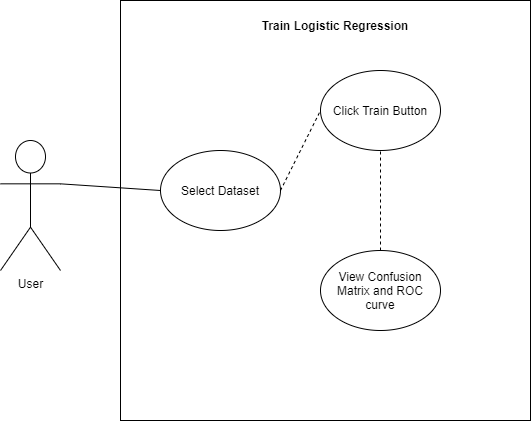 Train Logistic Regression
Click Train Button
Select Dataset
View Confusion
Matrix and ROC
curve
User